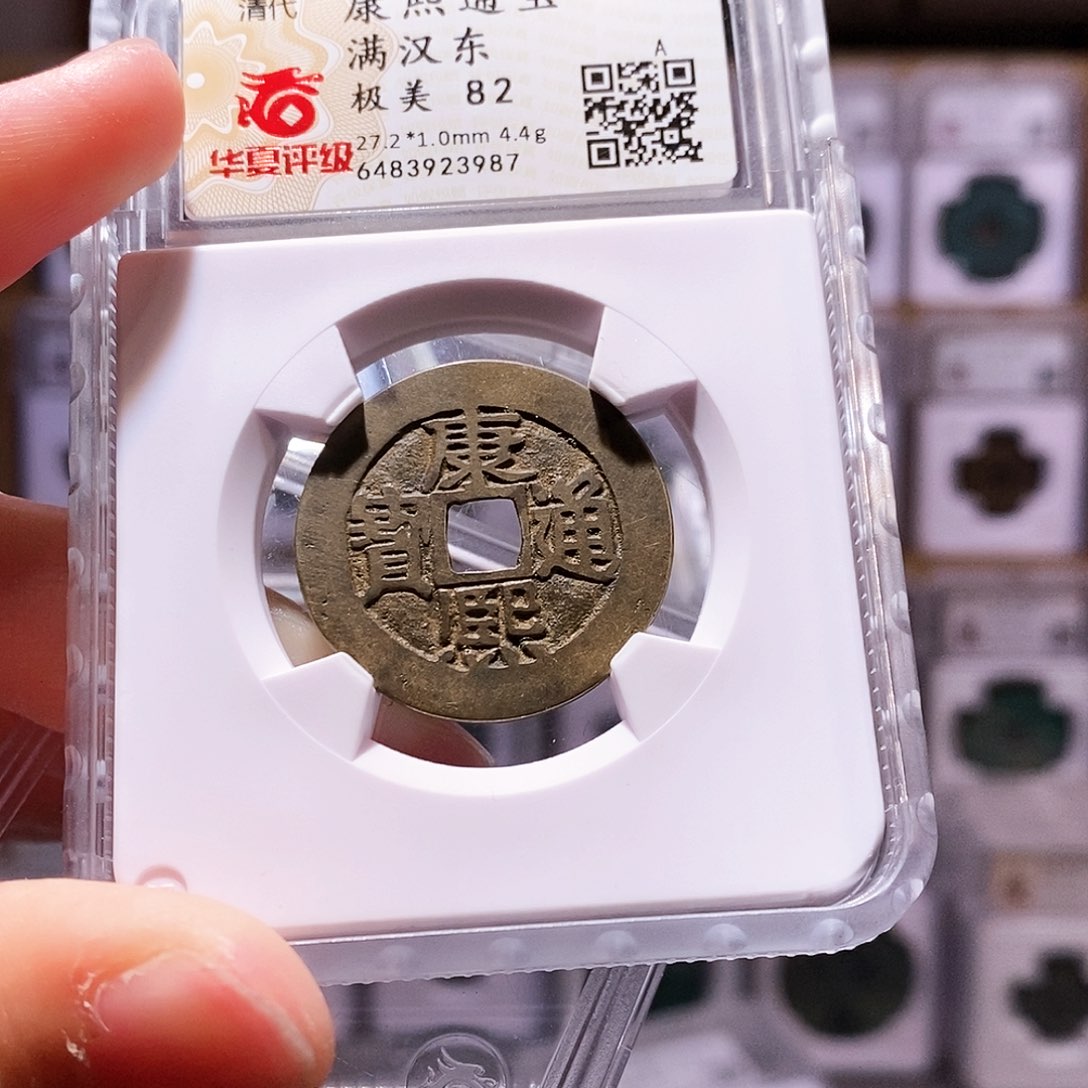 清代 康熙通宝
满汉东
极美 82
A
27.2*1.0mm 4.4g
华夏评级
6483923987
康
寶 通
熙